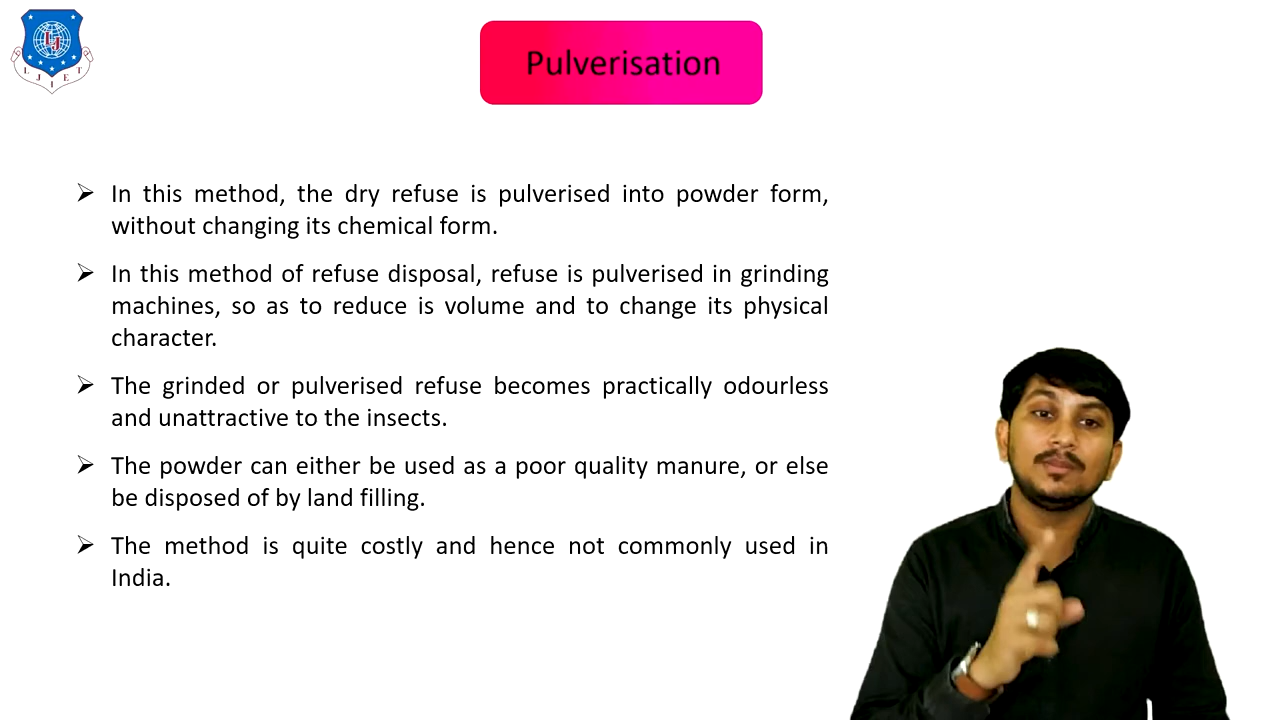 LJIET
Pulverisation
In this method, the dry refuse is pulverised into powder form,
without changing its chemical form.
In this method of refuse disposal, refuse is pulverised in grinding
machines, so as to reduce is volume and to change its physical
character.
The grinded or pulverised refuse becomes practically odourless
and unattractive to the insects.
The powder can either be used as a poor quality manure, or else
be disposed of by land filling.
The method is quite costly and hence not commonly used in
India.